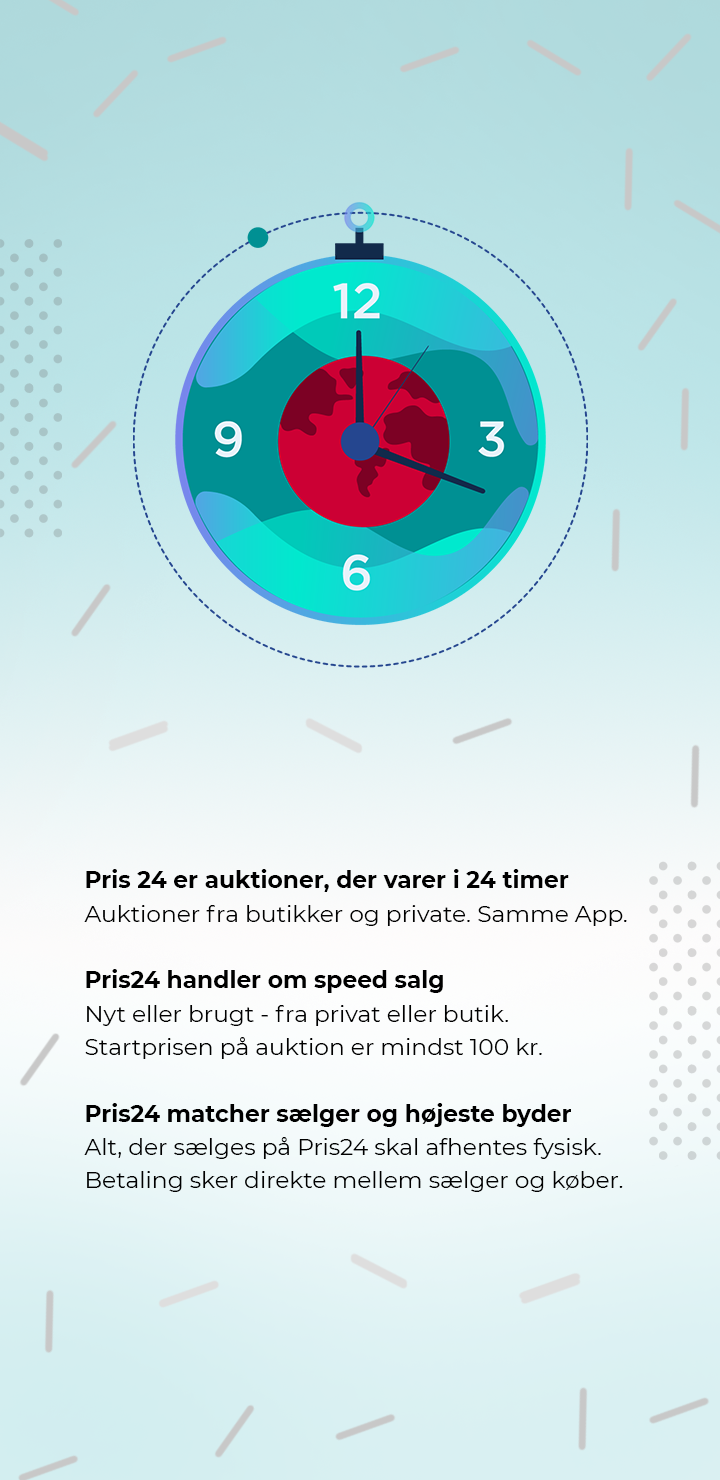 12
9
3
6
Pris 24 er auktioner, der varer i 24 timer
Auktioner fra butikker og private. Samme App.
Pris24 handler om speed salg
Nyt eller brugt - fra privat eller butik.
Startprisen på auktion er mindst 100 kr.
Pris24 matcher sælger og højeste byder
Alt, der sælges på Pris24 skal afhentes fysisk.
Betaling sker direkte mellem sælger og køber.